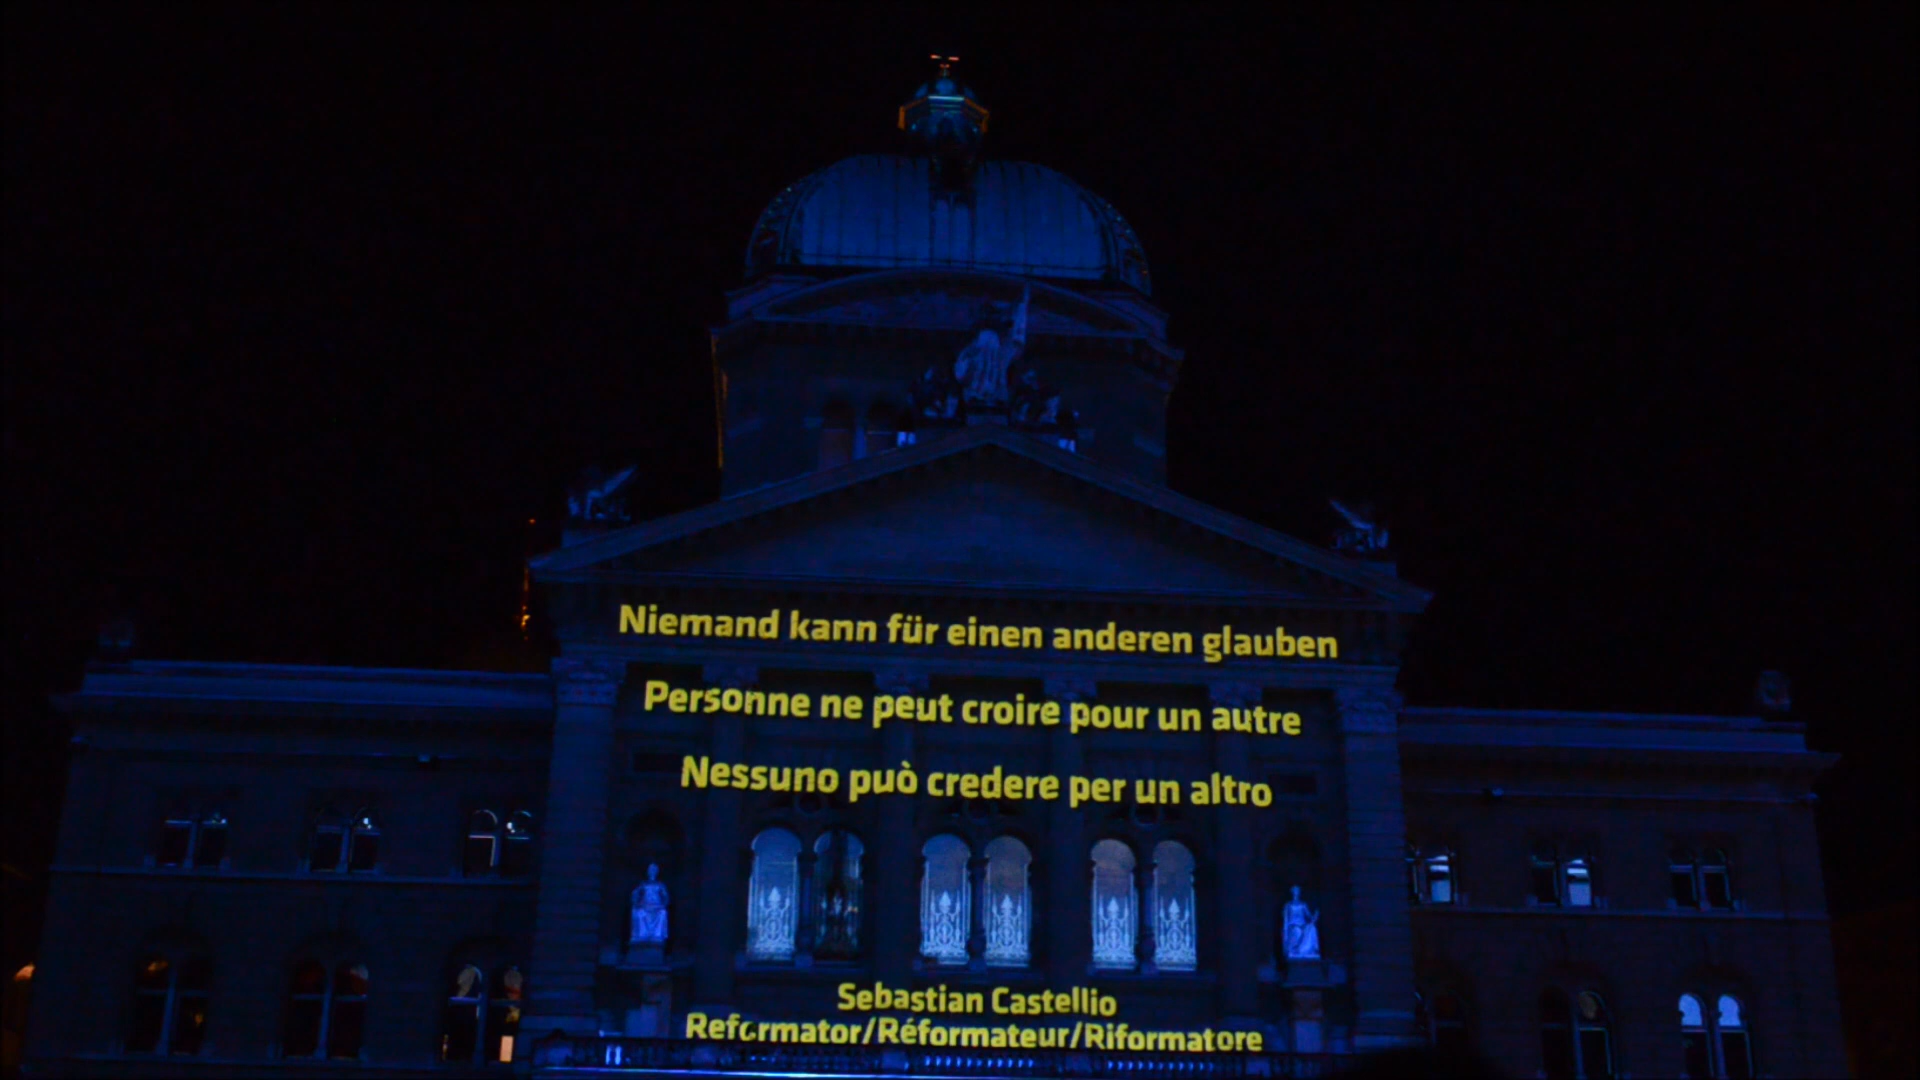 Niemand kann für einen anderen glauben
Personne ne peut croire pour un autre
Nessuno può credere per un altro
Sebastian Castellio
Reformator/Réformateur/Riformatore